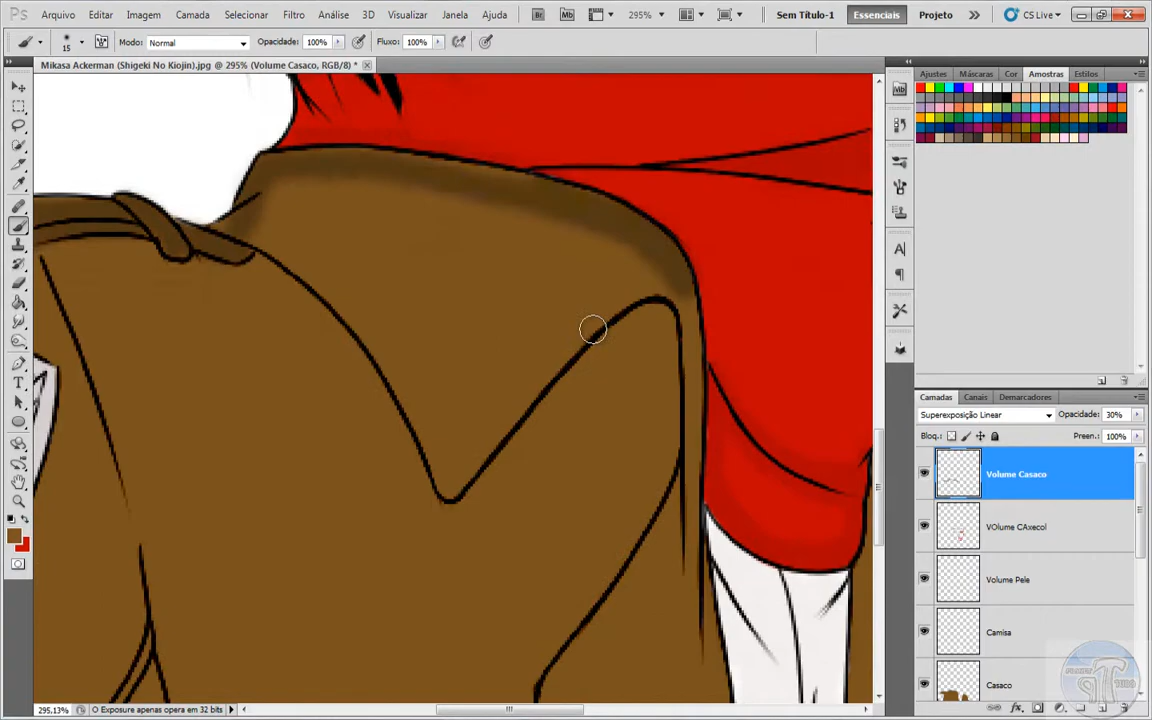 Ps Arquivo Editar Imagem Camada Selecionar Filtro Análise 3D Visualizar Janela Ajuda Br Mb 295% Sem Título-1 Essenciais Projeto CS Live
15 Modo: Normal Opacidade: 100% Fluxo: 100%
Mikasa Ackerman (Shigeki No Kiojin).jpg @ 295% (Volume Casaco, RGB/8) *
Ajustes Máscaras Cor Amostras Estilos
Mb
Camadas Canais Demarcadores
Superexposição Linear Opacidade: 30%
Bloq.: Preen.: 100%
Volume Casaco
VOlume CAxecol
Volume Pele
Camisa
Casaco
295,13% Exposure apenas opera em 32 bits